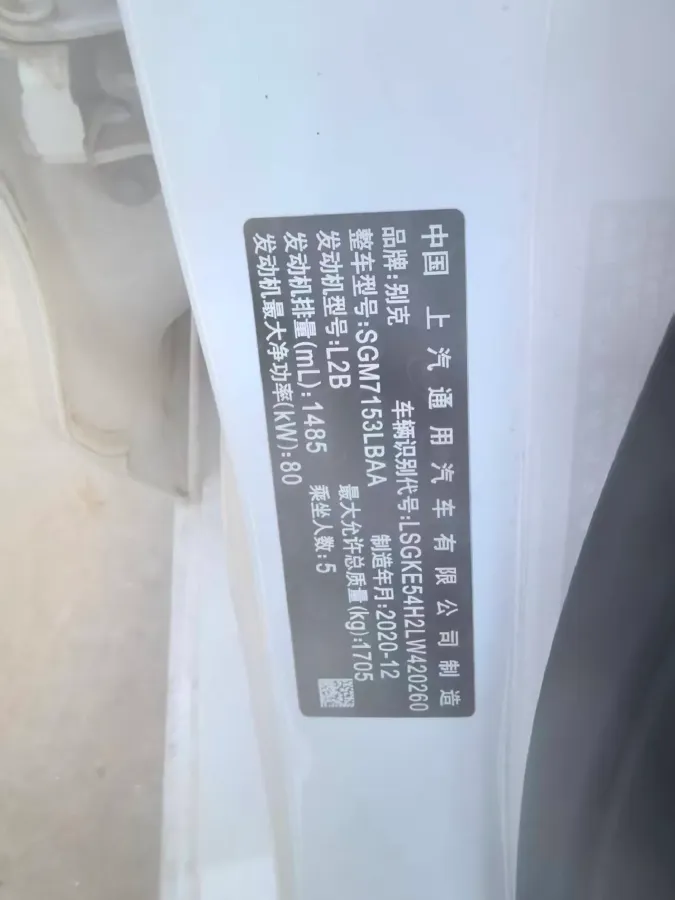 中国 上汽通用汽车有限公司制造
品牌:别克 车辆识别代号:LSGKE54H2LW420260
整车型号:SGM7153LBAA 制造年月:2020-12
发动机型号:L2B 最大允许总质量(kg):1705
发动机排量(mL):1485 乘坐人数:5
发动机最大净功率(kW):80